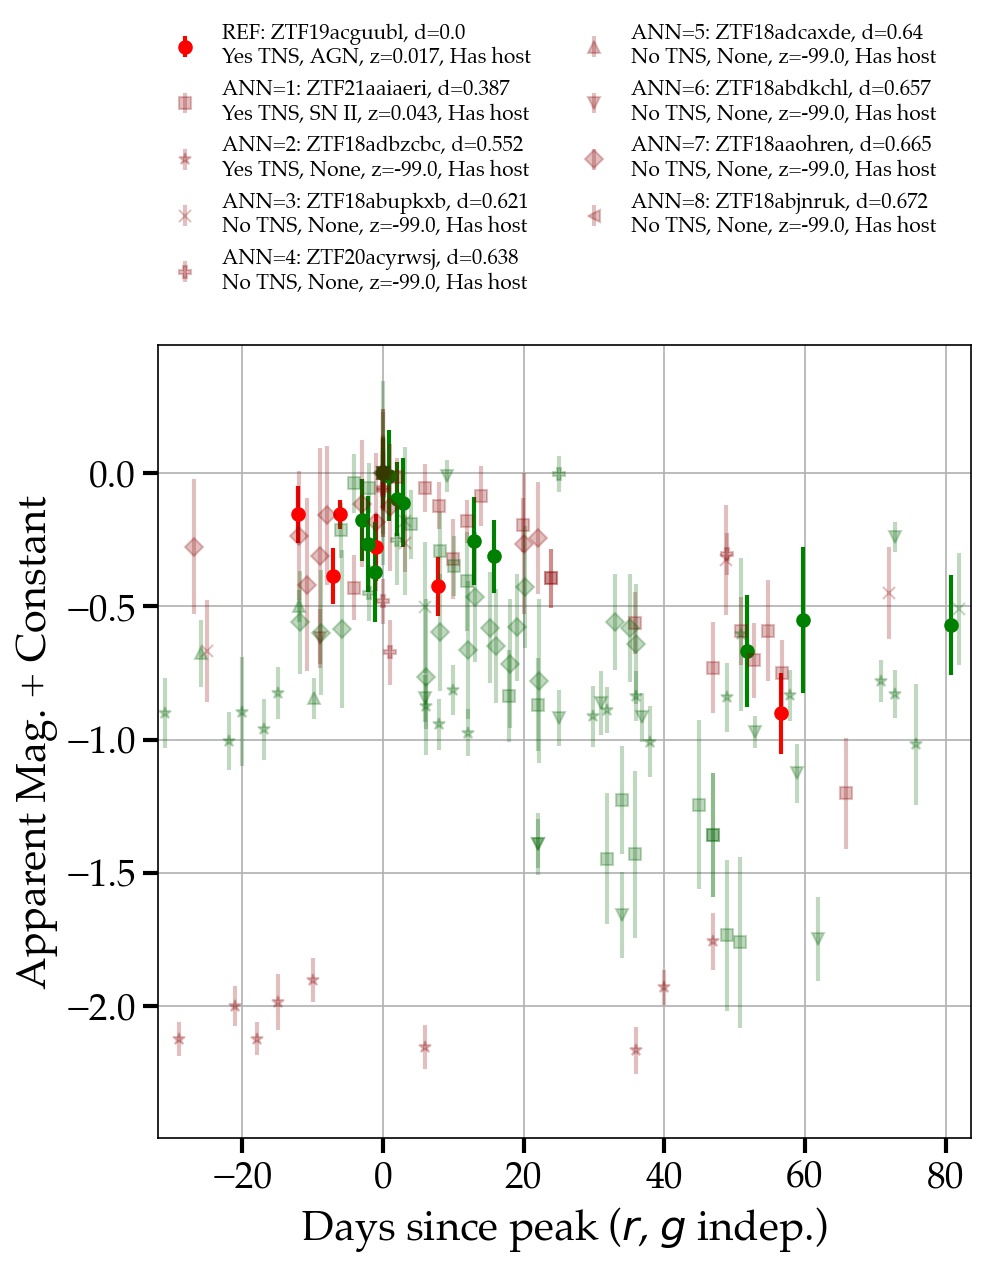 REF: ZTF19acguubl, d=0.0
Yes TNS, AGN, z=0.017, Has host
ANN=1: ZTF21aaiaeri, d=0.387
Yes TNS, SN II, z=0.043, Has host
ANN=2: ZTF18adbzcbc, d=0.552
Yes TNS, None, z=-99.0, Has host
ANN=3: ZTF18abupkxb, d=0.621
No TNS, None, z=-99.0, Has host
ANN=4: ZTF20acyrwsj, d=0.638
No TNS, None, z=-99.0, Has host
ANN=5: ZTF18adcaxde, d=0.64
No TNS, None, z=-99.0, Has host
ANN=6: ZTF18abdkchl, d=0.657
No TNS, None, z=-99.0, Has host
ANN=7: ZTF18aaohren, d=0.665
No TNS, None, z=-99.0, Has host
ANN=8: ZTF18abjnruk, d=0.672
No TNS, None, z=-99.0, Has host
Apparent Mag. + Constant
0.0
−0.5
−1.0
−1.5
−2.0
−20 0 20 40 60 80
Days since peak (r, g indep.)